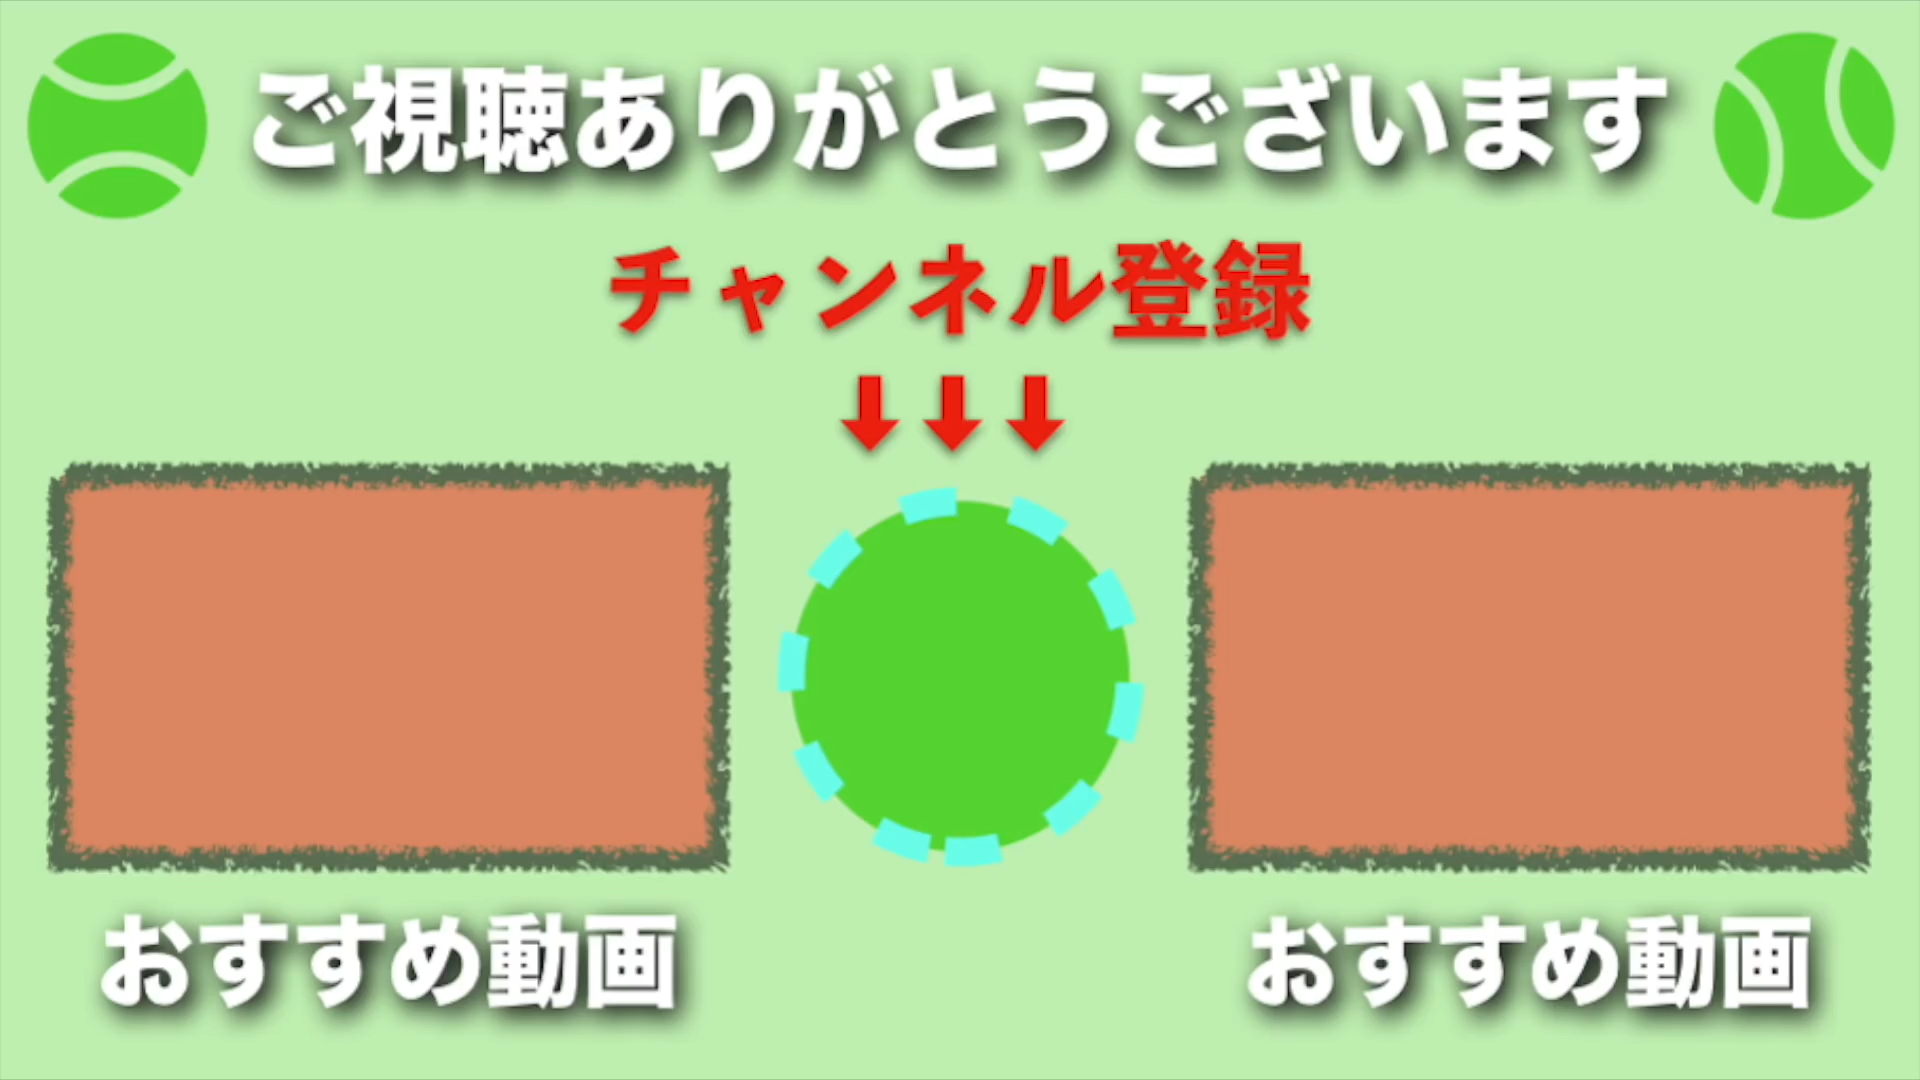 ご視聴ありがとうございます
チャンネル登録
おすすめ動画
おすすめ動画